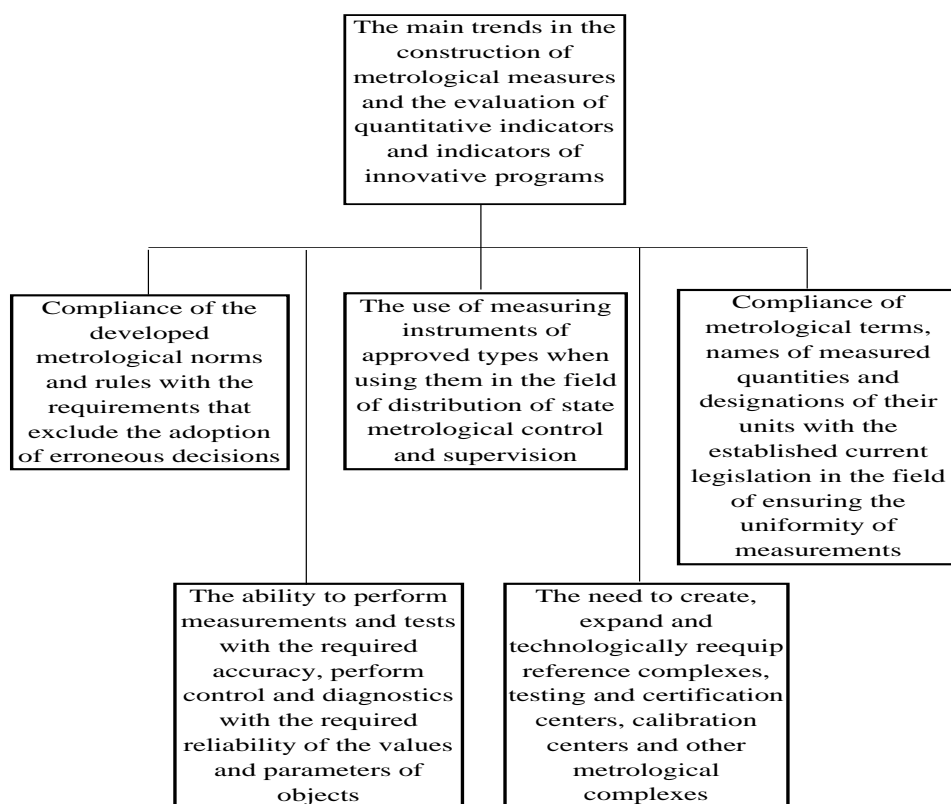 The main trends in the
construction of
metrological measures
and the evaluation of
quantitative indicators
and indicators of
innovative programs
Compliance of the
developed
metrological norms
and rules with the
requirements that
exclude the adoption
of erroneous decisions
The use of measuring
instruments of
approved types when
using them in the field
of distribution of state
metrological control
and supervision
Compliance of
metrological terms,
names of measured
quantities and
designations of their
units with the
established current
legislation in the field
of ensuring the
uniformity of
measurements
The ability to perform
measurements and tests
with the required
accuracy, perform
control and diagnostics
with the required
reliability of the values
and parameters of
objects
The need to create,
expand and
technologically reequip
reference complexes,
testing and certification
centers, calibration
centers and other
metrological
complexes